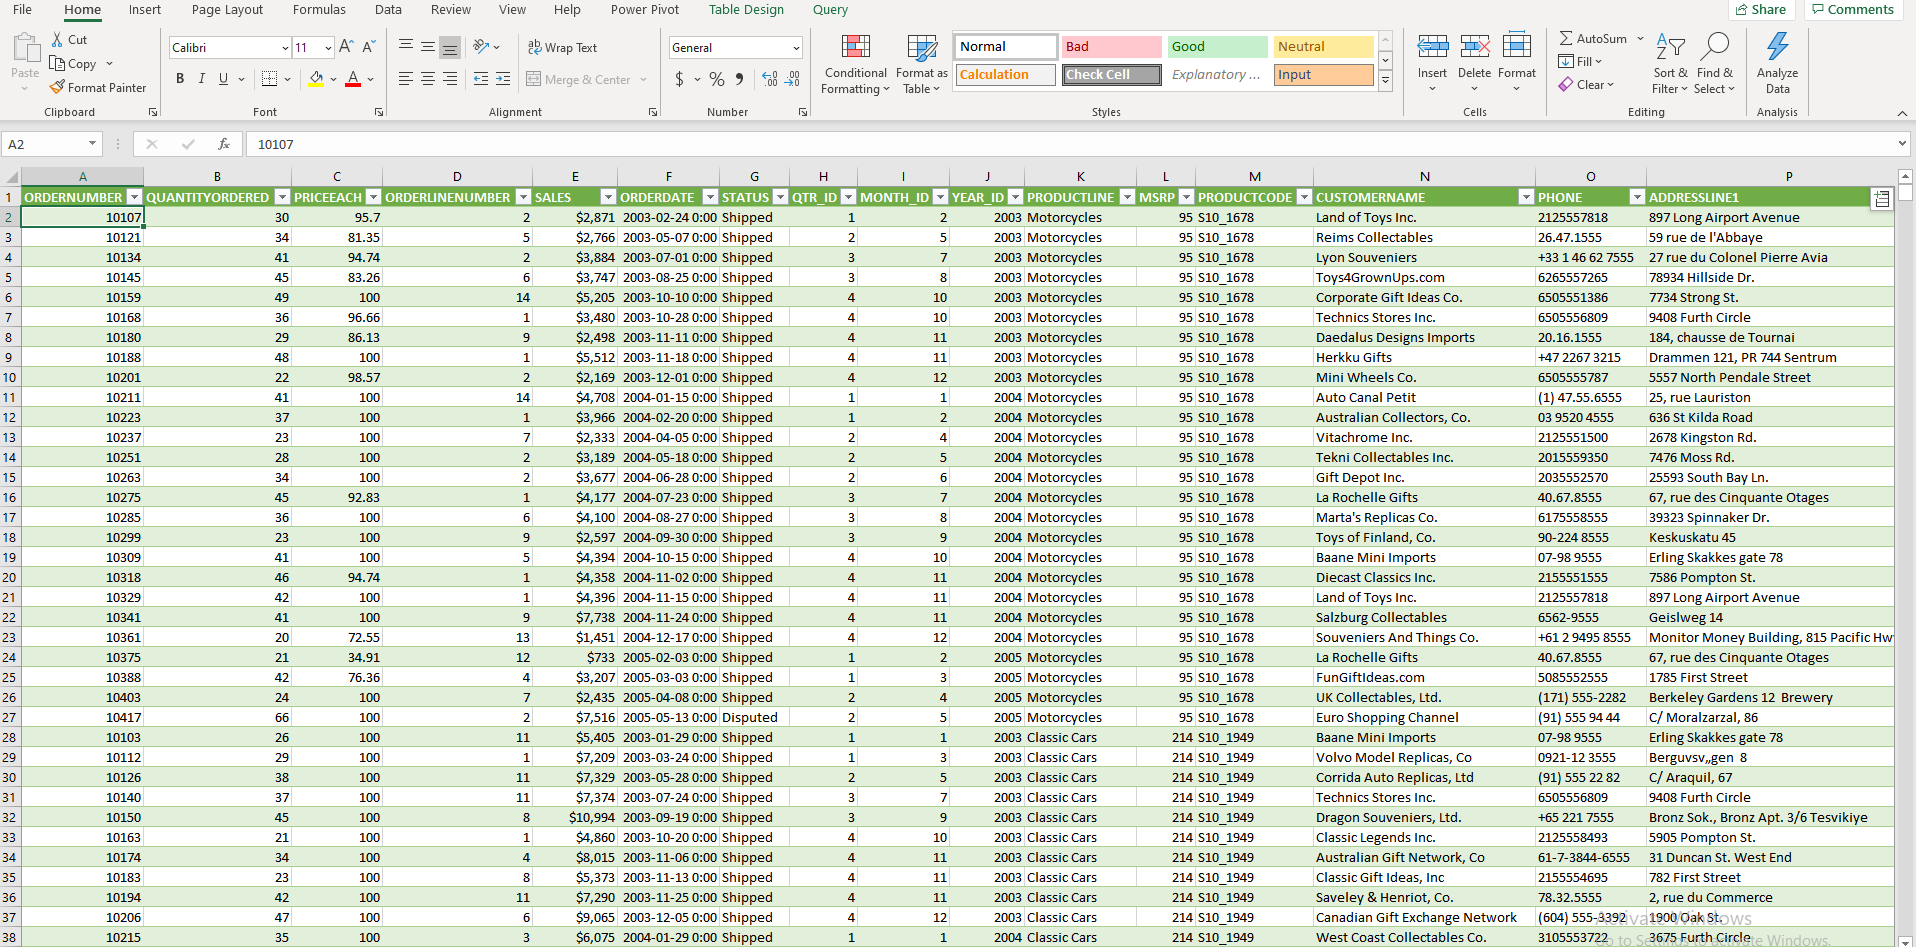 File Home Insert Page Layout Formulas Data Review View Help Power Pivot Table Design Query Share Comments
Paste Cut Copy Format Painter Clipboard
Calibri 11 B I U Font
Wrap Text Merge & Center Alignment
General $ % Number
Conditional Formatting Format as Table Normal Bad Good Neutral Calculation Check Cell Explanatory ... Input Styles
Insert Delete Format Cells
AutoSum Fill Clear Sort & Filter Find & Select Editing
Analyze Data Analysis
A2 fx 10107
A B C D E F G H I J K L M N O P
1 ORDERNUMBER QUANTITYORDERED PRICEEACH ORDERLINENUMBER SALES ORDERDATE STATUS QTR_ID MONTH_ID YEAR_ID PRODUCTLINE MSRP PRODUCTCODE CUSTOMERNAME PHONE ADDRESSLINE1
2 10107 30 95.7 2 $2,871 2003-02-24 0:00 Shipped 1 2 2003 Motorcycles 95 S10_1678 Land of Toys Inc. 2125557818 897 Long Airport Avenue
3 10121 34 81.35 5 $2,766 2003-05-07 0:00 Shipped 2 5 2003 Motorcycles 95 S10_1678 Reims Collectables 26.47.1555 59 rue de l'Abbaye
4 10134 41 94.74 2 $3,884 2003-07-01 0:00 Shipped 3 7 2003 Motorcycles 95 S10_1678 Lyon Souveniers +33 1 46 62 7555 27 rue du Colonel Pierre Avia
5 10145 45 83.26 6 $3,747 2003-08-25 0:00 Shipped 3 8 2003 Motorcycles 95 S10_1678 Toys4GrownUps.com 6265557265 78934 Hillside Dr.
6 10159 49 100 14 $5,205 2003-10-10 0:00 Shipped 4 10 2003 Motorcycles 95 S10_1678 Corporate Gift Ideas Co. 6505551386 7734 Strong St.
7 10168 36 96.66 1 $3,480 2003-10-28 0:00 Shipped 4 10 2003 Motorcycles 95 S10_1678 Technics Stores Inc. 6505556809 9408 Furth Circle
8 10180 29 86.13 9 $2,498 2003-11-11 0:00 Shipped 4 11 2003 Motorcycles 95 S10_1678 Daedalus Designs Imports 20.16.1555 184, chausse de Tournai
9 10188 48 100 1 $5,512 2003-11-18 0:00 Shipped 4 11 2003 Motorcycles 95 S10_1678 Herkku Gifts +47 2267 3215 Drammen 121, PR 744 Sentrum
10 10201 22 98.57 2 $2,169 2003-12-01 0:00 Shipped 4 12 2003 Motorcycles 95 S10_1678 Mini Wheels Co. 6505555787 5557 North Pendale Street
11 10211 41 100 14 $4,708 2004-01-15 0:00 Shipped 1 1 2004 Motorcycles 95 S10_1678 Auto Canal Petit (1) 47.55.6555 25, rue Lauriston
12 10223 37 100 1 $3,966 2004-02-20 0:00 Shipped 1 2 2004 Motorcycles 95 S10_1678 Australian Collectors, Co. 03 9520 4555 636 St Kilda Road
13 10237 23 100 7 $2,333 2004-04-05 0:00 Shipped 2 4 2004 Motorcycles 95 S10_1678 Vitachrome Inc. 2125551500 2678 Kingston Rd.
14 10251 28 100 2 $3,189 2004-05-18 0:00 Shipped 2 5 2004 Motorcycles 95 S10_1678 Tekni Collectables Inc. 2015559350 7476 Moss Rd.
15 10263 34 100 2 $3,677 2004-06-28 0:00 Shipped 2 6 2004 Motorcycles 95 S10_1678 Gift Depot Inc. 2035552570 25593 South Bay Ln.
16 10275 45 92.83 1 $4,177 2004-07-23 0:00 Shipped 3 7 2004 Motorcycles 95 S10_1678 La Rochelle Gifts 40.67.8555 67, rue des Cinquante Otages
17 10285 36 100 6 $4,100 2004-08-27 0:00 Shipped 3 8 2004 Motorcycles 95 S10_1678 Marta's Replicas Co. 6175558555 39323 Spinnaker Dr.
18 10299 23 100 9 $2,597 2004-09-30 0:00 Shipped 3 9 2004 Motorcycles 95 S10_1678 Toys of Finland, Co. 90-224 8555 Keskuskatu 45
19 10309 41 100 5 $4,394 2004-10-15 0:00 Shipped 4 10 2004 Motorcycles 95 S10_1678 Baane Mini Imports 07-98 9555 Erling Skakkes gate 78
20 10318 46 94.74 1 $4,358 2004-11-02 0:00 Shipped 4 11 2004 Motorcycles 95 S10_1678 Diecast Classics Inc. 2155551555 7586 Pompton St.
21 10329 42 100 1 $4,396 2004-11-15 0:00 Shipped 4 11 2004 Motorcycles 95 S10_1678 Land of Toys Inc. 2125557818 897 Long Airport Avenue
22 10341 41 100 9 $7,738 2004-11-24 0:00 Shipped 4 11 2004 Motorcycles 95 S10_1678 Salzburg Collectables 6562-9555 Geislweg 14
23 10361 20 72.55 13 $1,451 2004-12-17 0:00 Shipped 4 12 2004 Motorcycles 95 S10_1678 Souveniers And Things Co. +61 2 9495 8555 Monitor Money Building, 815 Pacific Hw
24 10375 21 34.91 12 $733 2005-02-03 0:00 Shipped 1 2 2005 Motorcycles 95 S10_1678 La Rochelle Gifts 40.67.8555 67, rue des Cinquante Otages
25 10388 42 76.36 4 $3,207 2005-03-03 0:00 Shipped 1 3 2005 Motorcycles 95 S10_1678 FunGiftIdeas.com 5085552555 1785 First Street
26 10403 24 100 7 $2,435 2005-04-08 0:00 Shipped 2 4 2005 Motorcycles 95 S10_1678 UK Collectables, Ltd. (171) 555-2282 Berkeley Gardens 12 Brewery
27 10417 66 100 2 $7,516 2005-05-13 0:00 Disputed 2 5 2005 Motorcycles 95 S10_1678 Euro Shopping Channel (91) 555 94 44 C/ Moralzarzal, 86
28 10103 26 100 11 $5,405 2003-01-29 0:00 Shipped 1 1 2003 Classic Cars 214 S10_1949 Baane Mini Imports 07-98 9555 Erling Skakkes gate 78
29 10112 29 100 1 $7,209 2003-03-24 0:00 Shipped 1 3 2003 Classic Cars 214 S10_1949 Volvo Model Replicas, Co 0921-12 3555 Berguvsv„gen 8
30 10126 38 100 11 $7,329 2003-05-28 0:00 Shipped 2 5 2003 Classic Cars 214 S10_1949 Corrida Auto Replicas, Ltd (91) 555 22 82 C/ Araquil, 67
31 10140 37 100 11 $7,374 2003-07-24 0:00 Shipped 3 7 2003 Classic Cars 214 S10_1949 Technics Stores Inc. 6505556809 9408 Furth Circle
32 10150 45 100 8 $10,994 2003-09-19 0:00 Shipped 3 9 2003 Classic Cars 214 S10_1949 Dragon Souveniers, Ltd. +65 221 7555 Bronz Sok., Bronz Apt. 3/6 Tesvikiye
33 10163 21 100 1 $4,860 2003-10-20 0:00 Shipped 4 10 2003 Classic Cars 214 S10_1949 Classic Legends Inc. 2125558493 5905 Pompton St.
34 10174 34 100 4 $8,015 2003-11-06 0:00 Shipped 4 11 2003 Classic Cars 214 S10_1949 Australian Gift Network, Co 61-7-3844-6555 31 Duncan St. West End
35 10183 23 100 8 $5,373 2003-11-13 0:00 Shipped 4 11 2003 Classic Cars 214 S10_1949 Classic Gift Ideas, Inc 2155554695 782 First Street
36 10194 42 100 11 $7,290 2003-11-25 0:00 Shipped 4 11 2003 Classic Cars 214 S10_1949 Saveley & Henriot, Co. 78.32.5555 2, rue du Commerce
37 10206 47 100 6 $9,065 2003-12-05 0:00 Shipped 4 12 2003 Classic Cars 214 S10_1949 Canadian Gift Exchange Network (604) 555-3392 1900 Oak St.
38 10215 35 100 3 $6,075 2004-01-29 0:00 Shipped 1 1 2004 Classic Cars 214 S10_1949 West Coast Collectables Co. 3105553722 3675 Furth Circle
Activate Windows
Go to Settings to activate Windows.